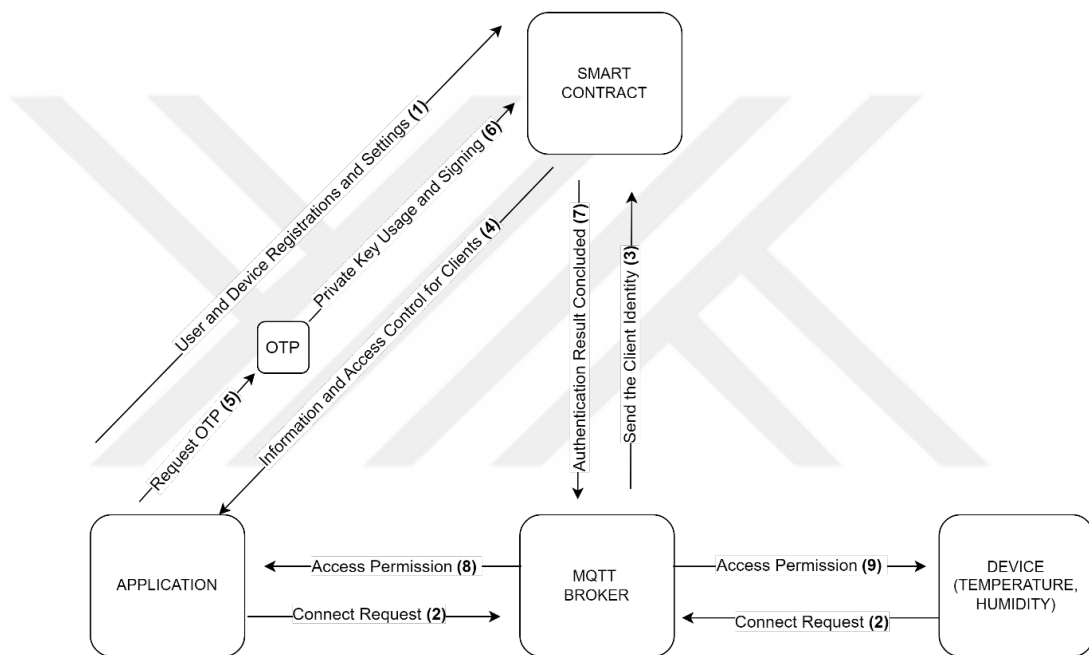 SMART
CONTRACT
User and Device Registrations and Settings (1)
Private Key Usage and Signing (6)
OTP
Request OTP (5)
Information and Access Control for Clients (4)
Authentication Result Concluded (7)
Send the Client Identity (3)
APPLICATION
Access Permission (8)
Connect Request (2)
MQTT
BROKER
Access Permission (9)
Connect Request (2)
DEVICE
(TEMPERATURE,
HUMIDITY)